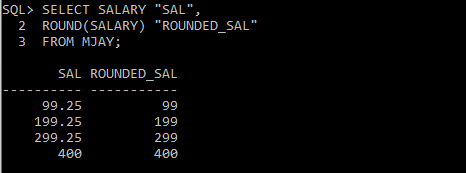 SQL> SELECT SALARY "SAL",
  2  ROUND(SALARY) "ROUNDED_SAL"
  3  FROM MJAY;
       SAL ROUNDED_SAL
---------- -----------
     99.25          99
    199.25         199
    299.25         299
       400         400